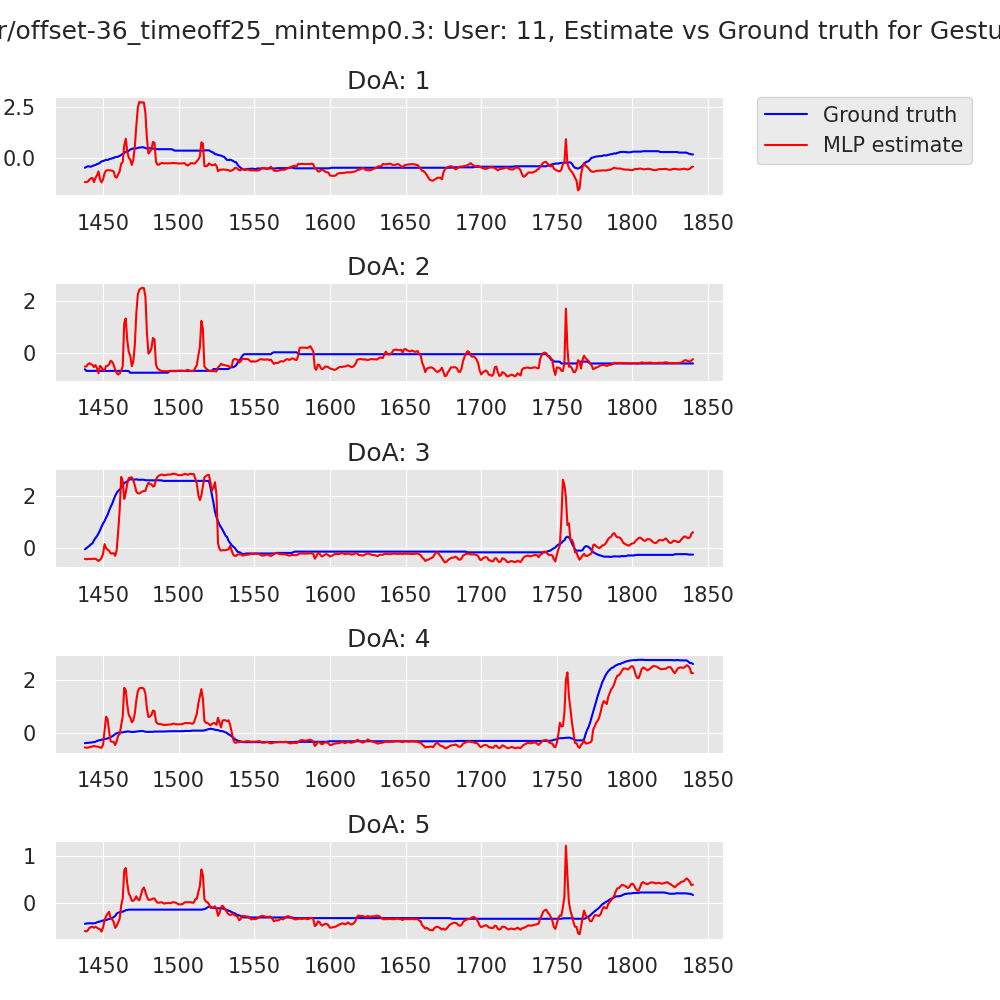 r/offset-36_timeoff25_mintemp0.3: User: 11, Estimate vs Ground truth for Gestu
DoA: 1
2.5
0.0
1450 1500 1550 1600 1650 1700 1750 1800 1850
Ground truth
MLP estimate
DoA: 2
2
0
1450 1500 1550 1600 1650 1700 1750 1800 1850
DoA: 3
2
0
1450 1500 1550 1600 1650 1700 1750 1800 1850
DoA: 4
2
0
1450 1500 1550 1600 1650 1700 1750 1800 1850
DoA: 5
1
0
1450 1500 1550 1600 1650 1700 1750 1800 1850